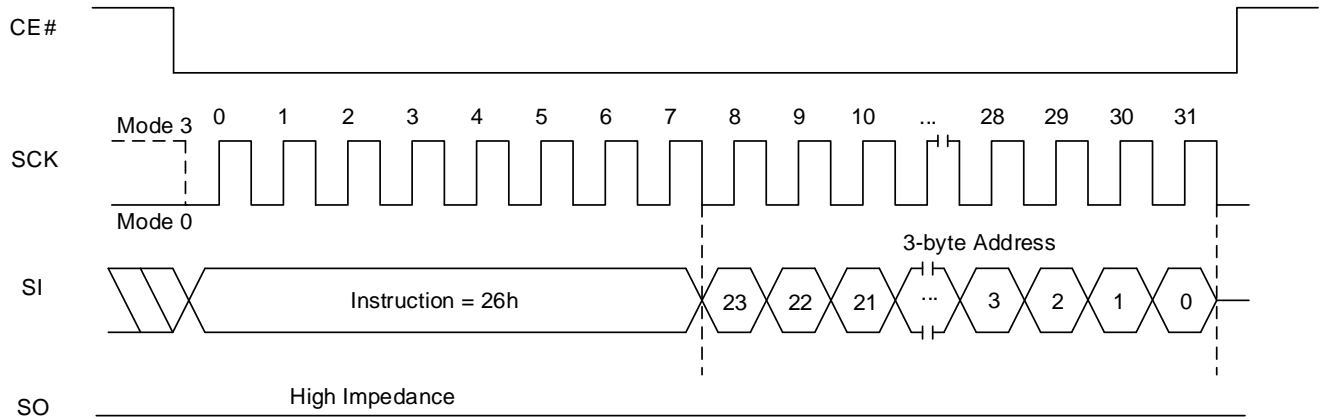 CE#
0 1 2 3 4 5 6 7 8 9 10 ... 28 29 30 31
Mode 3
SCK
Mode 0
3-byte Address
SI
Instruction = 26h
23 22 21 ... 3 2 1 0
High Impedance
SO